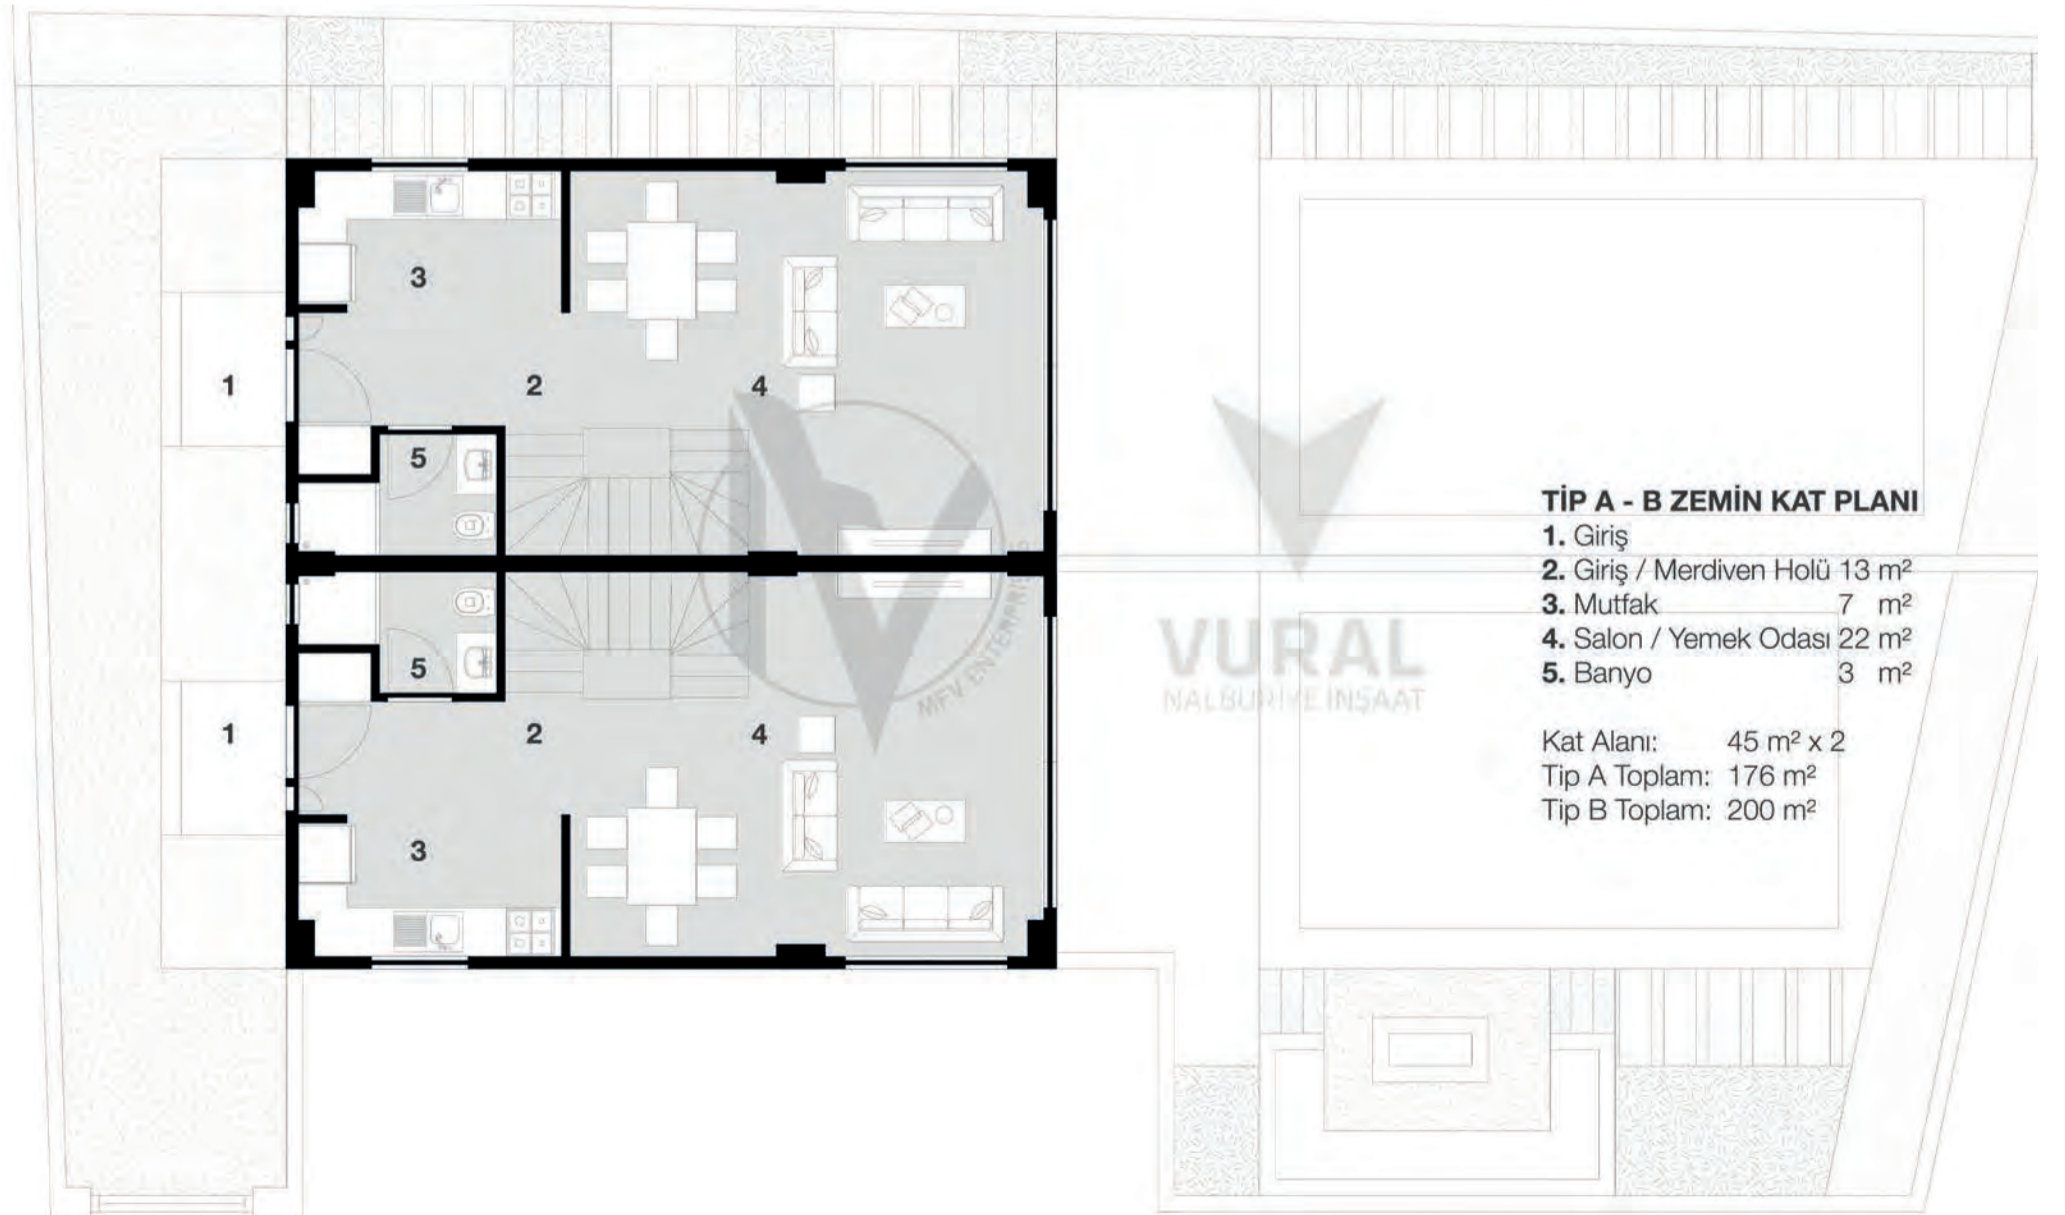 3
1
2
4
5
5
1
2
4
3
MFV ENTERPRISES
VURAL
NALBURİYE İNŞAAT
TİP A - B ZEMİN KAT PLANI
1. Giriş
2. Giriş / Merdiven Holü 13 m²
3. Mutfak 7 m²
4. Salon / Yemek Odası 22 m²
5. Banyo 3 m²
Kat Alanı: 45 m² x 2
Tip A Toplam: 176 m²
Tip B Toplam: 200 m²